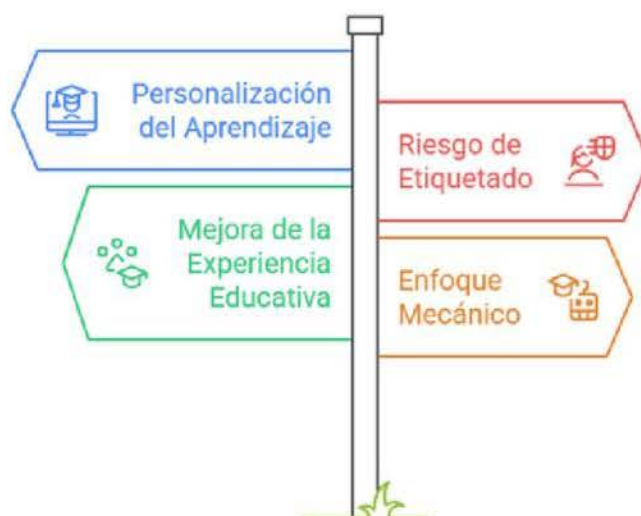 Personalización
del Aprendizaje
Riesgo de
Etiquetado
Mejora de la
Experiencia
Educativa
Enfoque
Mecánico